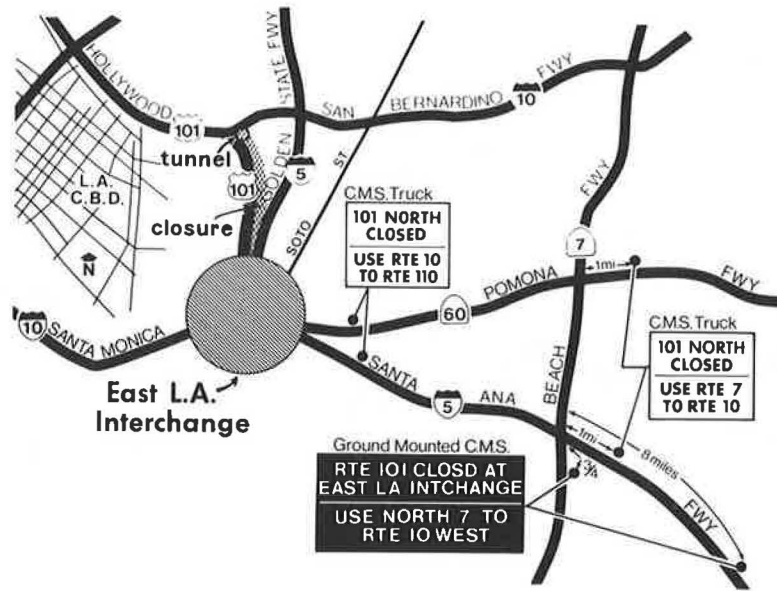 HOLLYWOOD
101
tunnel
L.A.
C.B.D.
N
closure
101
GOLDEN STATE FWY
5
SAN BERNARDINO FWY
10
SOTO ST
C.M.S. Truck
101 NORTH
CLOSED
USE RTE 10
TO RTE 110
7
BEACH FWY
1mi
POMONA FWY
60
10
SANTA MONICA
East L.A.
Interchange
SANTA ANA FWY
5
C.M.S. Truck
101 NORTH
CLOSED
USE RTE 7
TO RTE 10
1mi
8 miles
3/4
Ground Mounted C.M.S.
RTE 101 CLOSD AT
EAST LA INTCHANGE
USE NORTH 7 TO
RTE 10 WEST